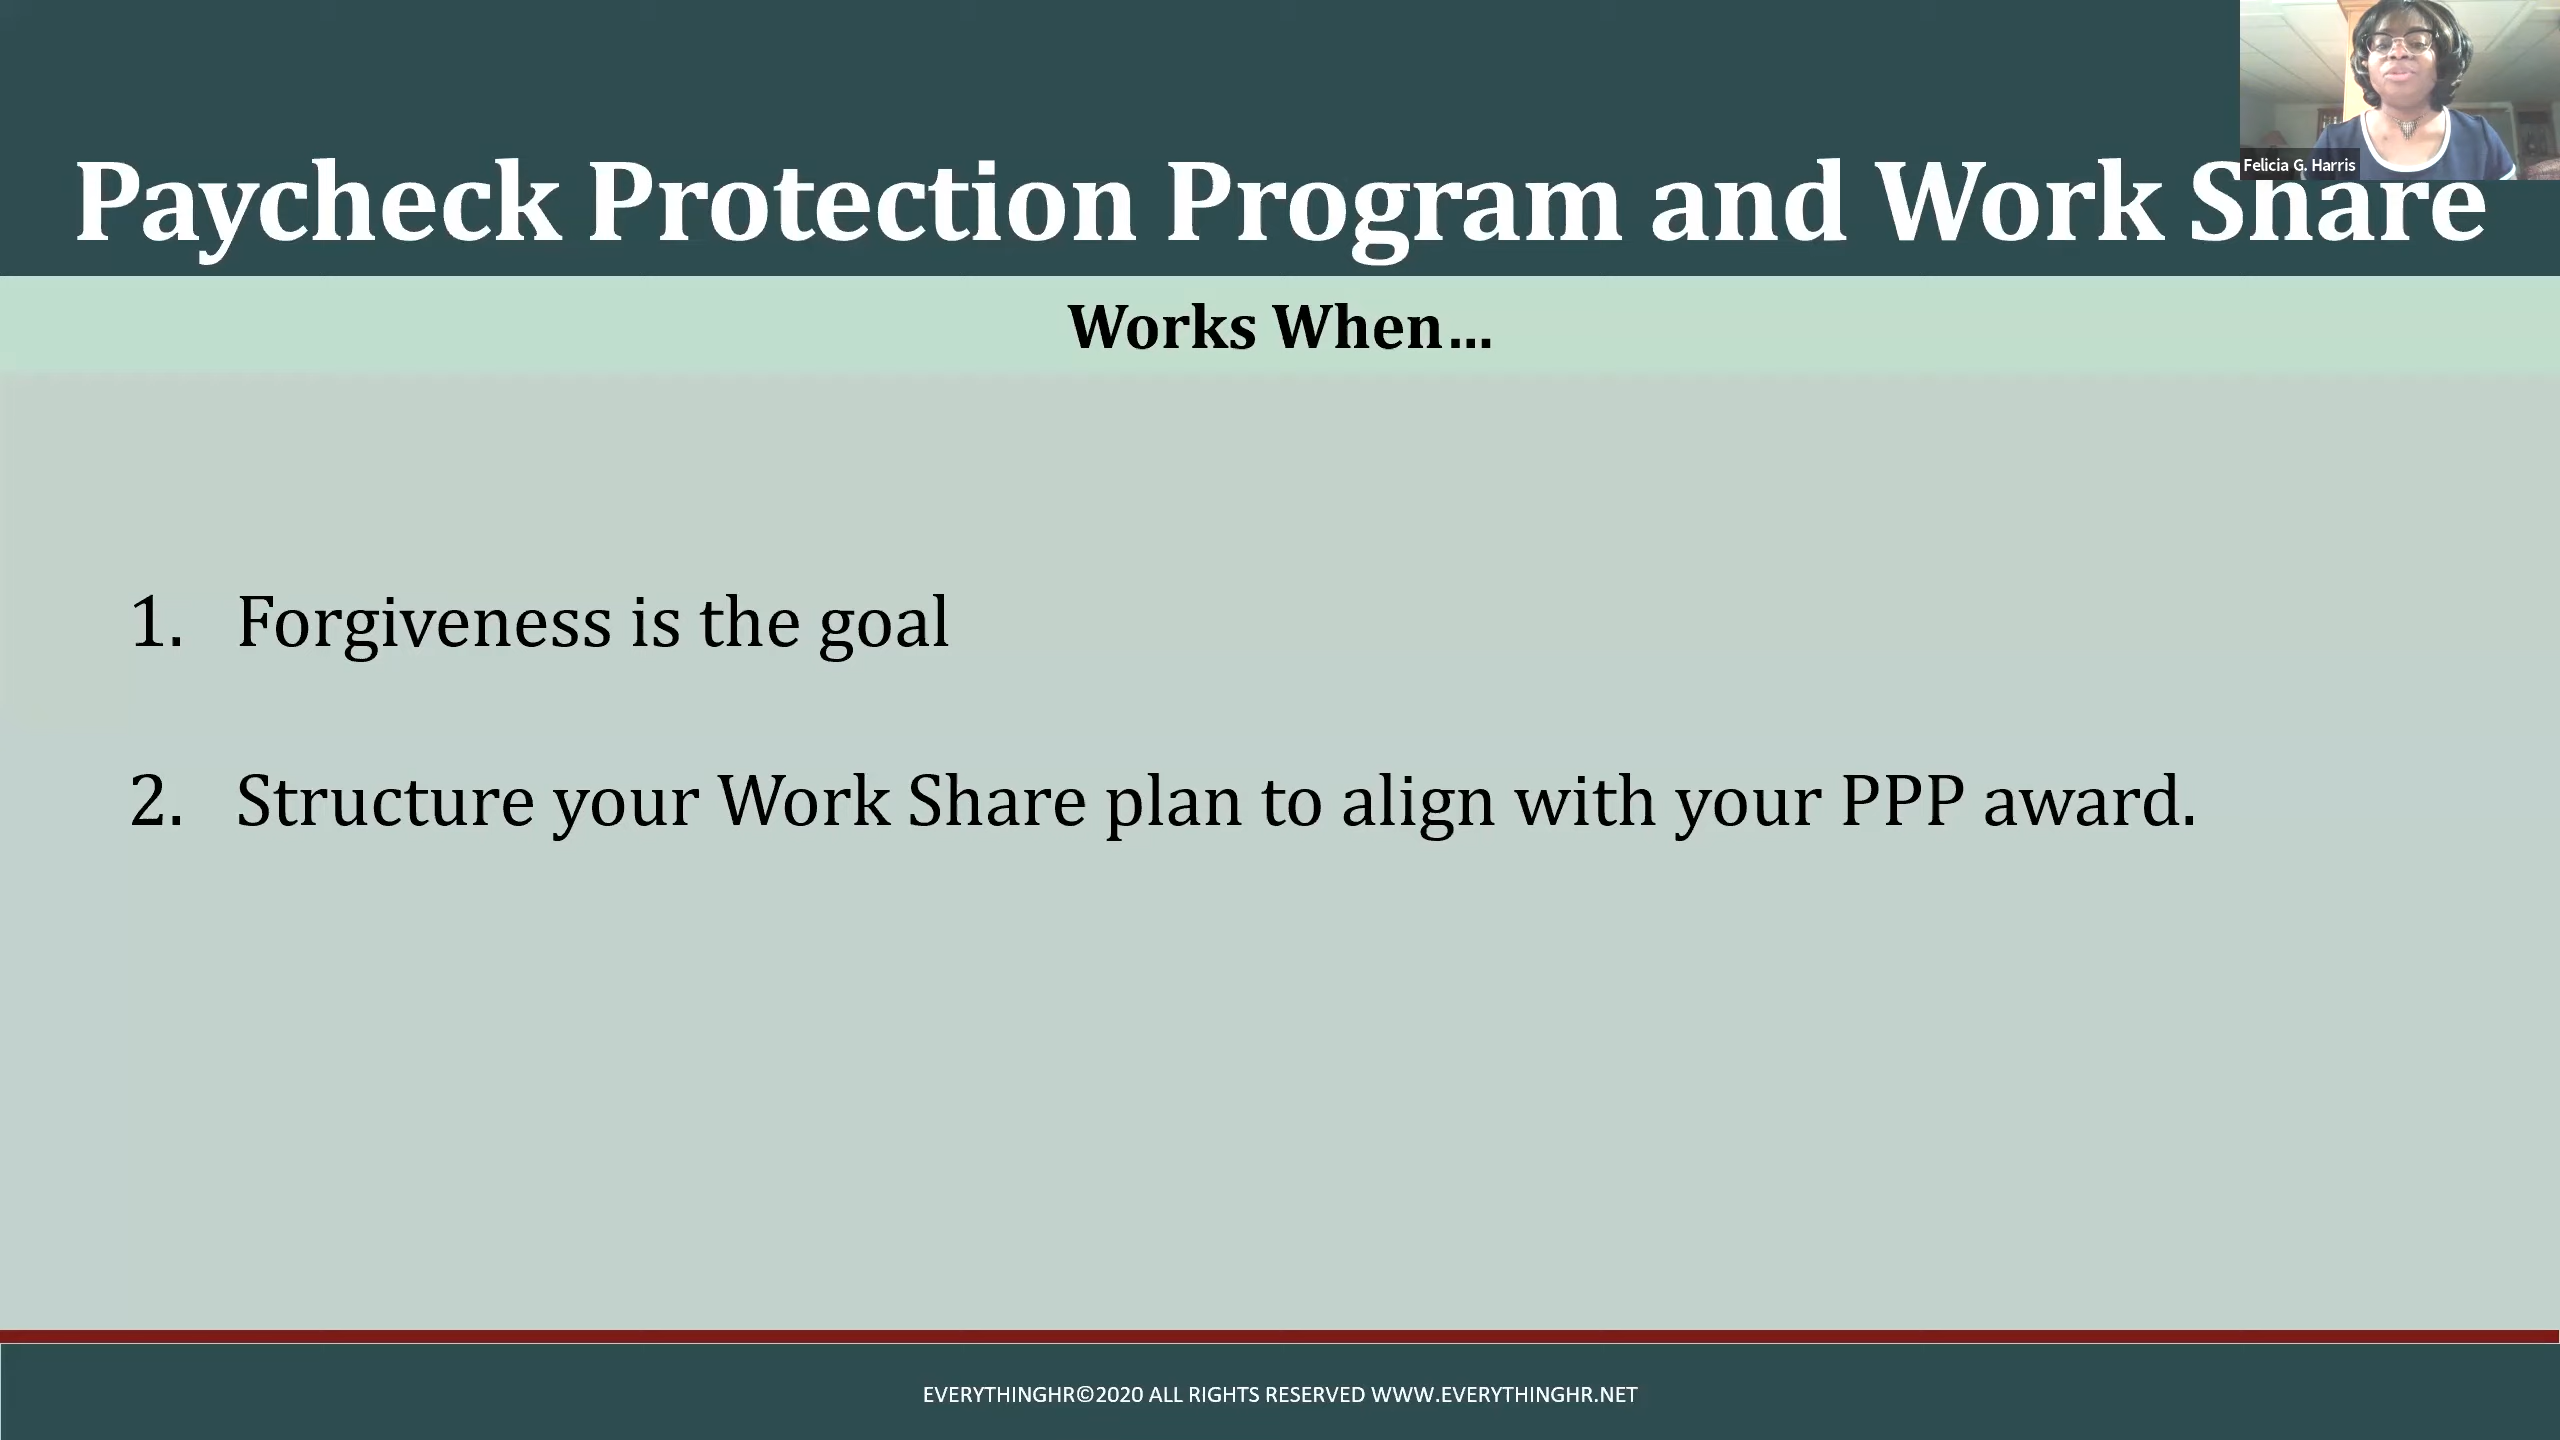 Felicia G. Harris
Paycheck Protection Program and Work Share
Works When...
1. Forgiveness is the goal
2. Structure your Work Share plan to align with your PPP award.
EVERYTHINGHR©2020 ALL RIGHTS RESERVED WWW.EVERYTHINGHR.NET